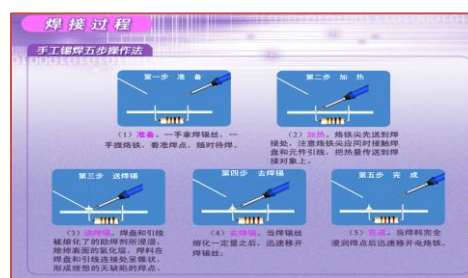 焊接过程
手工锡焊五步操作法
第一步 准 备
第二步 加 热
(1)准备。一手拿焊锡丝，一
手握烙铁，看准焊点，随时待焊。
(2)加热。烙铁尖先送到焊
接处，注意烙铁尖应同时接触焊
盘和元件引线，把热量传送到焊
接对象上。
第三步 送焊锡
第四步 去焊锡
第五步 完 成
(3)送焊锡。焊盘和引线
被熔化了的助焊剂所浸湿，
除掉表面的氧化层，焊料在
焊盘和引线连接处呈锥状，
形成理想的无缺陷的焊点。
(4)去焊锡。当焊锡丝
熔化一定量之后，迅速移开
焊锡丝；
(5)完成。当焊料完全
浸润焊点后迅速移开电烙铁。